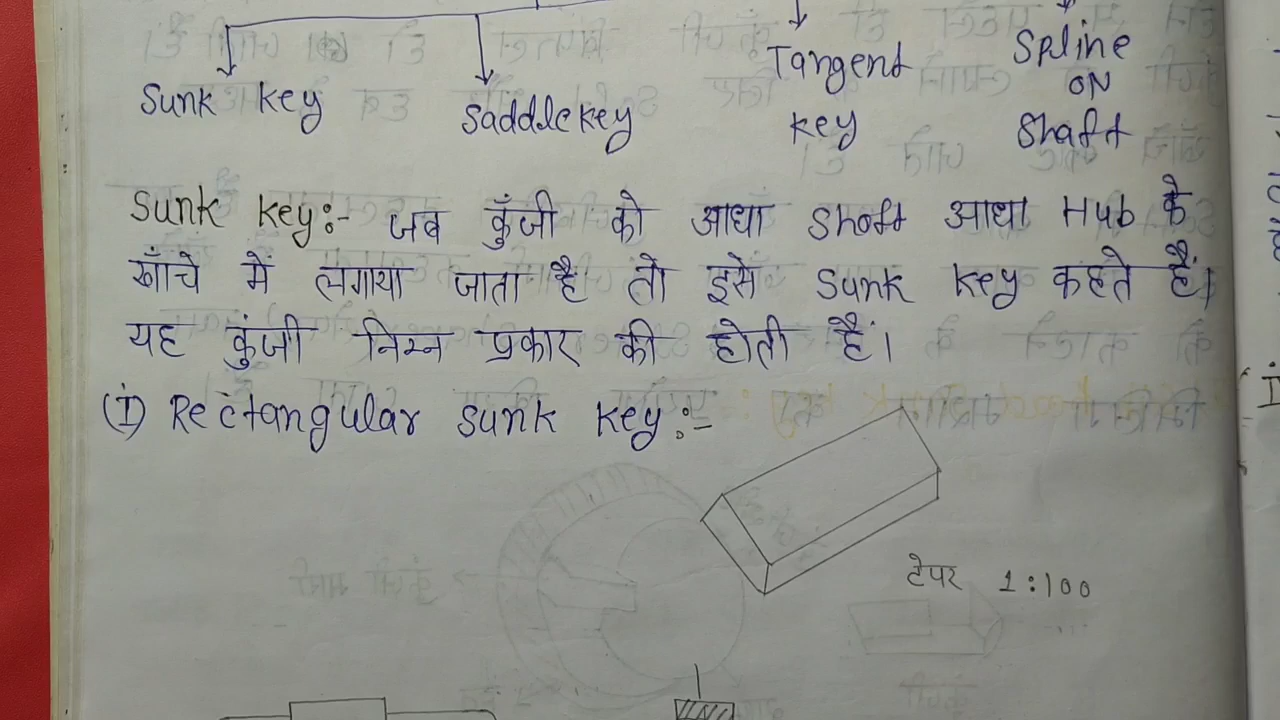 Sunk key
Saddle key
Tangent
key
Spline
ON
Shaft
Sunk key:- जब कुँजी को आधा Shaft आधा Hub के
खाँचे में लगाया जाता है तो इसे Sunk key कहते हैं।
यह कुंजी निम्न प्रकार की होती हैं।
(I) Rectangular sunk key:-
टेपर 1:100